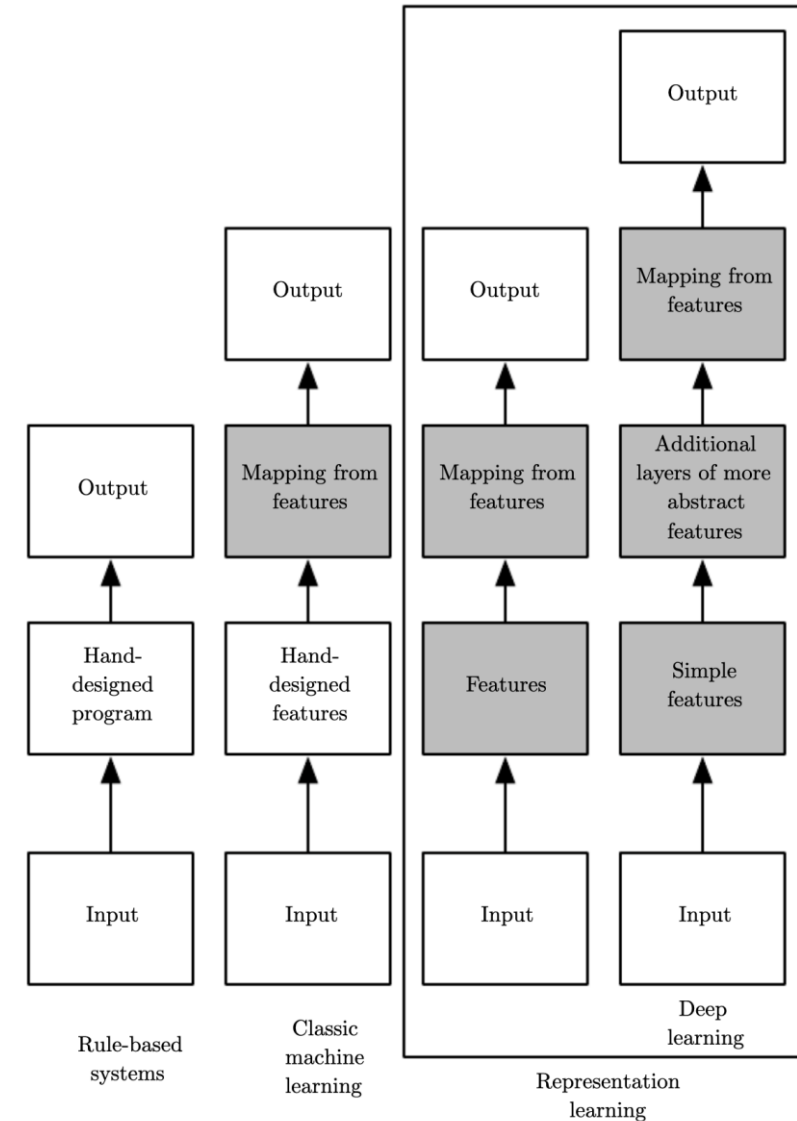 Output
Mapping from
features
Additional
layers of more
abstract
features
Simple
features
Input
Deep
learning
Output
Mapping from
features
Features
Input
Representation
learning
Output
Mapping from
features
Hand-
designed
features
Input
Classic
machine
learning
Output
Hand-
designed
program
Input
Rule-based
systems